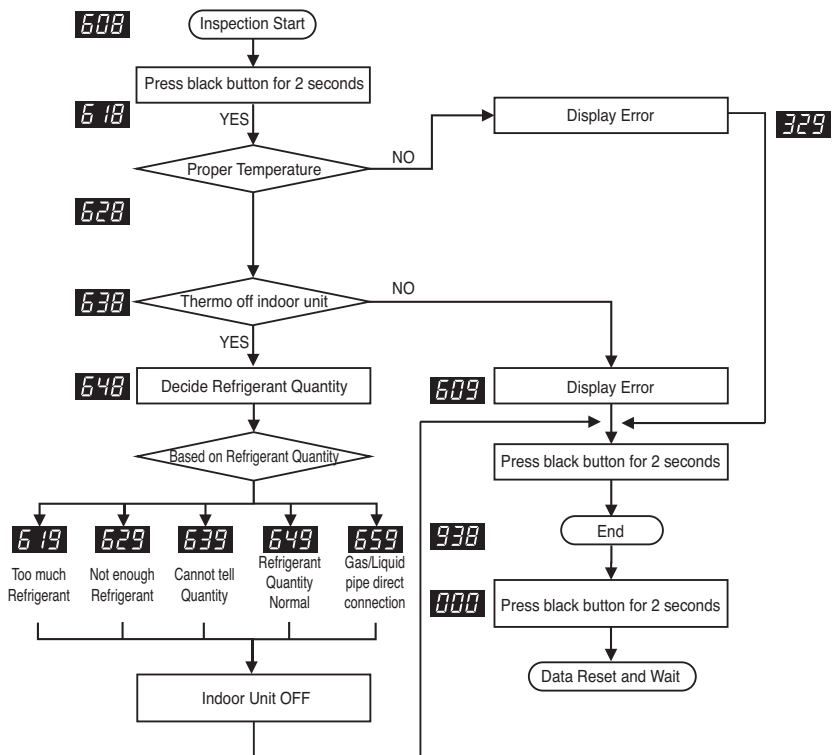 608
Inspection Start
Press black button for 2 seconds
618
YES
Display Error
329
NO
Proper Temperature
628
NO
638
Thermo off indoor unit
YES
648
Decide Refrigerant Quantity
609
Display Error
Based on Refrigerant Quantity
Press black button for 2 seconds
619
629
639
649
659
Too much
Refrigerant
Not enough
Refrigerant
Cannot tell
Quantity
Refrigerant
Quantity
Normal
Gas/Liquid
pipe direct
connection
938
End
000
Press black button for 2 seconds
Indoor Unit OFF
Data Reset and Wait